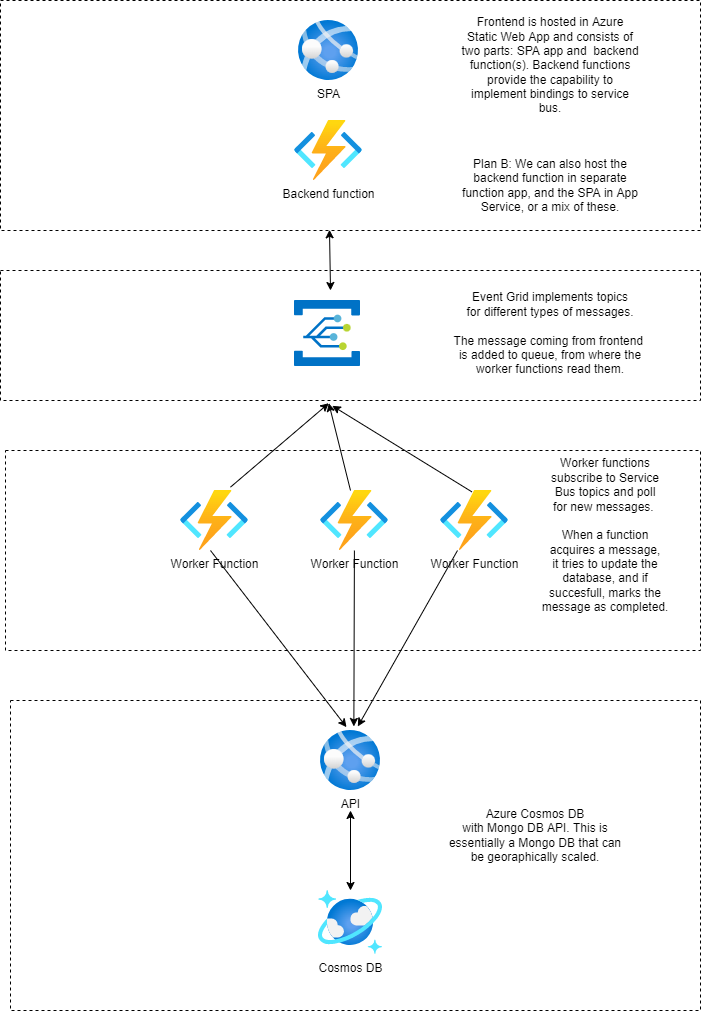 Frontend is hosted in Azure
Static Web App and consists of
two parts: SPA app and  backend
function(s). Backend functions
provide the capability to
implement bindings to service
bus.
SPA
Plan B: We can also host the
backend function in separate
function app, and the SPA in App
Service, or a mix of these.
Backend function
Event Grid implements topics
for different types of messages.
The message coming from frontend
is added to queue, from where the
worker functions read them.
Worker functions
subscribe to Service
Bus topics and poll
for new messages.
When a function
acquires a message,
it tries to update the
database, and if
succesfull, marks the
message as completed.
Worker Function
Worker Function
Worker Function
API
Azure Cosmos DB
with Mongo DB API. This is
essentially a Mongo DB that can
be georaphically scaled.
Cosmos DB